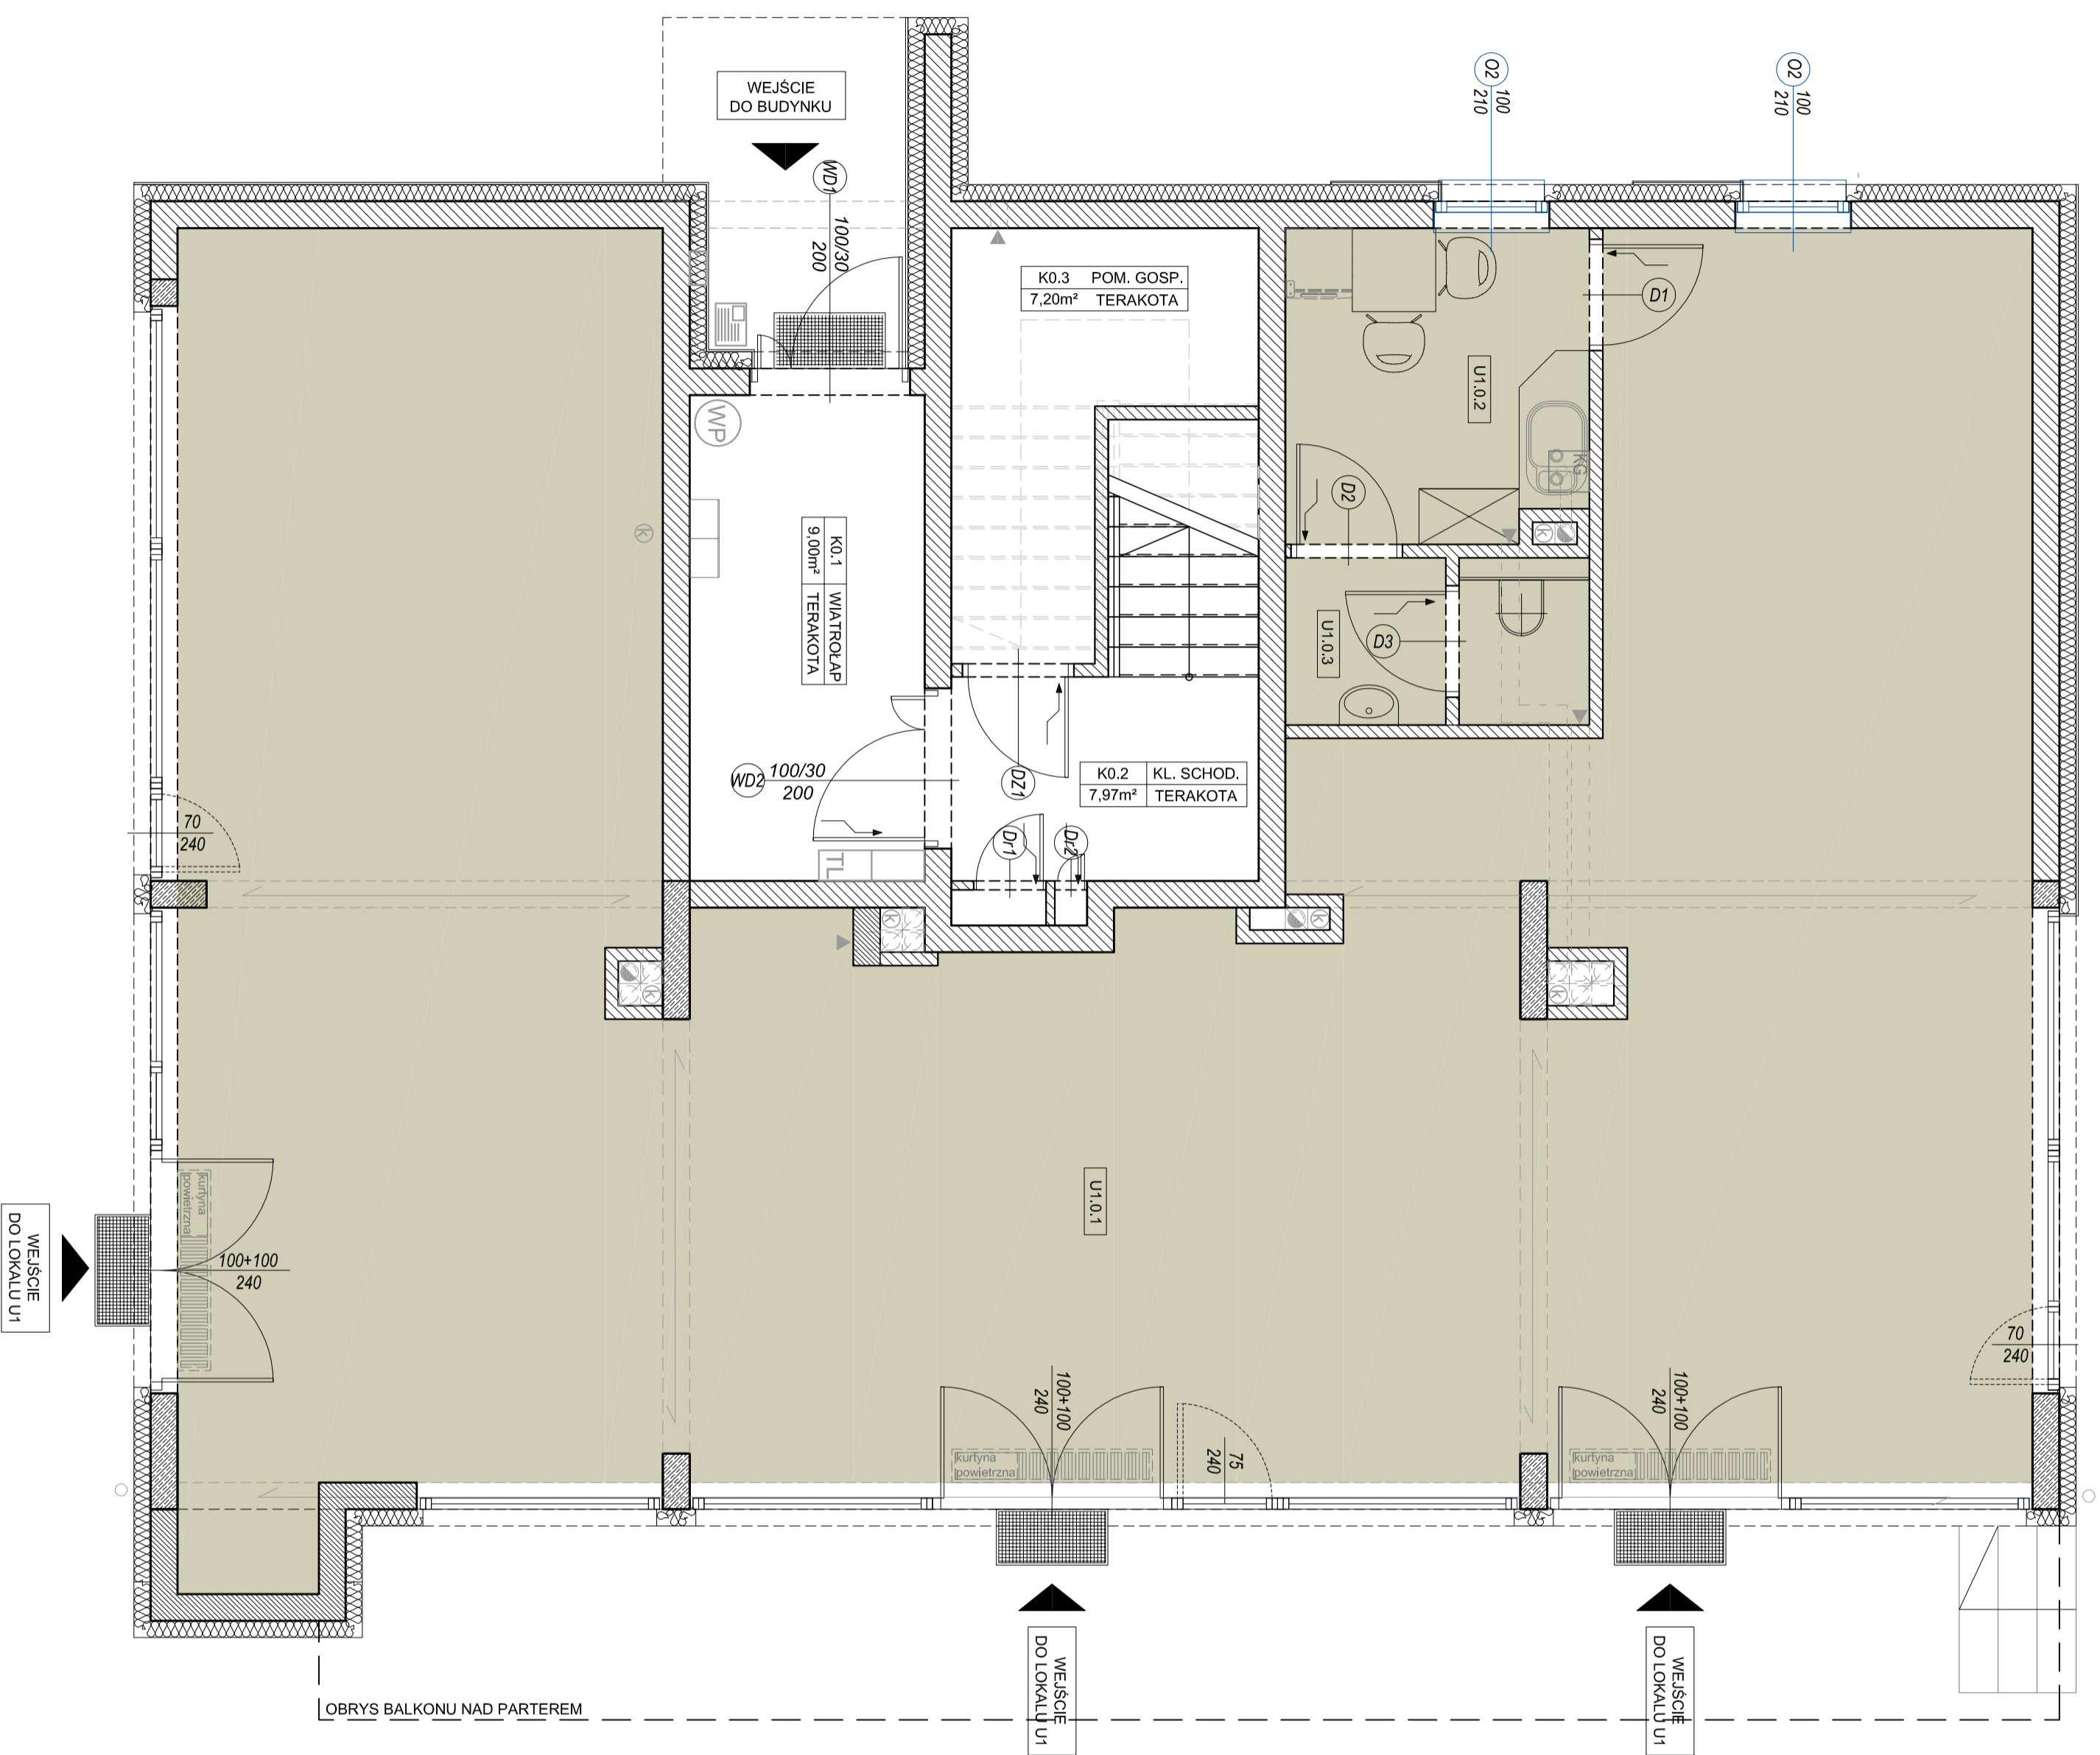 WEJŚCIE
DO BUDYNKU
WD1
100/30
200
O2
100
210
O2
100
210
K0.3 POM. GOSP.
7,20m² TERAKOTA
D1
U1.0.2
KG
D2
k
WP
k
K0.1 WIATROŁAP
9,00m² TERAKOTA
U1.0.3
D3
WD2
100/30
200
DZ1
K0.2 KL. SCHOD.
7,97m² TERAKOTA
70
240
Dr1
Dr2
TL
k
k
k
k
U1.0.1
kurtyna
powietrzna
100+100
240
WEJŚCIE
DO LOKALU U1
70
240
100+100
240
kurtyna
powietrzna
75
240
100+100
240
kurtyna
powietrzna
WEJŚCIE
DO LOKALU U1
WEJŚCIE
DO LOKALU U1
OBRYS BALKONU NAD PARTEREM